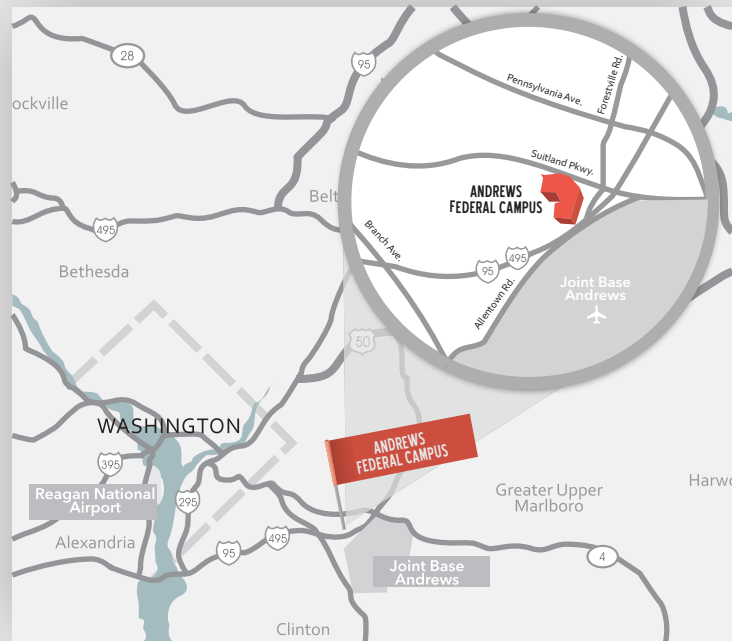 28
95
ockville
Belt
495
Bethesda
Pennsylvania Ave.
Forestville Rd.
Suitland Pkwy.
ANDREWS
FEDERAL CAMPUS
Branch Ave.
95
495
Allentown Rd.
Joint Base
Andrews
50
WASHINGTON
ANDREWS
FEDERAL CAMPUS
395
Reagan National
Airport
295
Greater Upper
Marlboro
Harwo
Alexandria
95
495
4
Joint Base
Andrews
Clinton